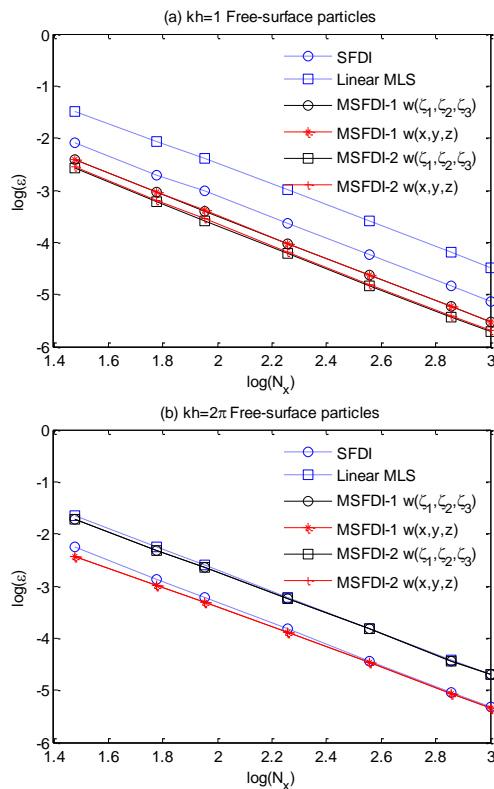 (a) kh=1 Free-surface particles
0
-1
-2
-3
-4
-5
-6
log(ε)
SFDI
Linear MLS
MSFDI-1 w(ζ₁,ζ₂,ζ₃)
MSFDI-1 w(x,y,z)
MSFDI-2 w(ζ₁,ζ₂,ζ₃)
MSFDI-2 w(x,y,z)
1.4 1.6 1.8 2 2.2 2.4 2.6 2.8 3
log(Nₓ)
(b) kh=2π Free-surface particles
0
-1
-2
-3
-4
-5
-6
log(ε)
SFDI
Linear MLS
MSFDI-1 w(ζ₁,ζ₂,ζ₃)
MSFDI-1 w(x,y,z)
MSFDI-2 w(ζ₁,ζ₂,ζ₃)
MSFDI-2 w(x,y,z)
1.4 1.6 1.8 2 2.2 2.4 2.6 2.8 3
log(Nₓ)